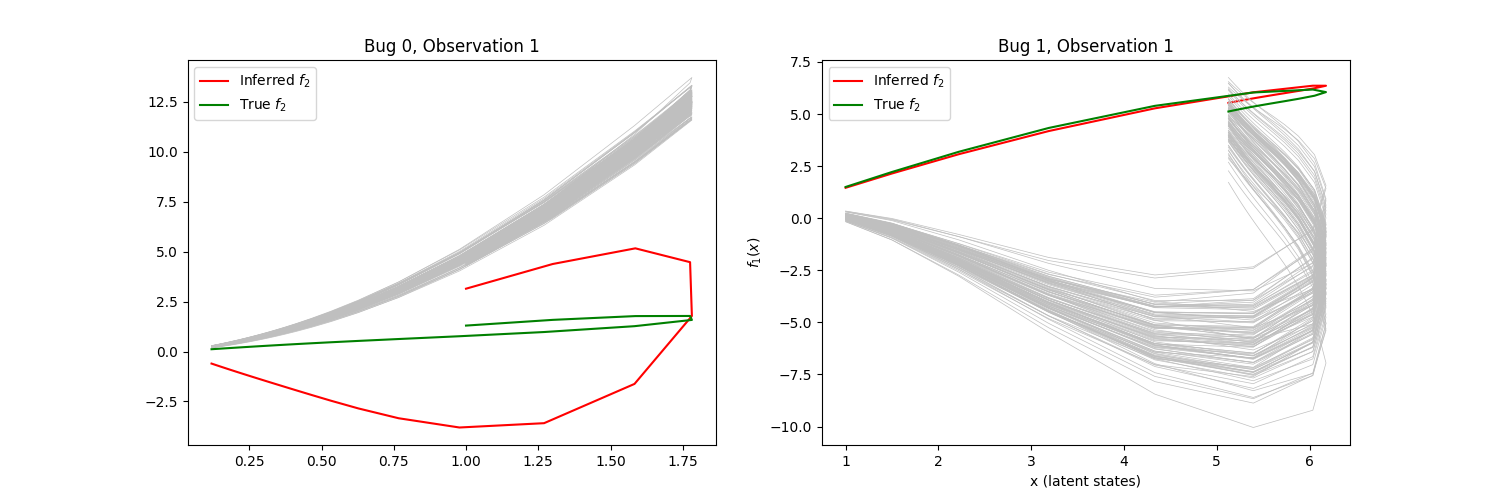 Bug 0, Observation 1
Inferred f₂
True f₂
12.5
10.0
7.5
5.0
2.5
0.0
−2.5
0.25 0.50 0.75 1.00 1.25 1.50 1.75
Bug 1, Observation 1
Inferred f₂
True f₂
7.5
5.0
2.5
0.0
−2.5
−5.0
−7.5
−10.0
f₁(x)
1 2 3 4 5 6
x (latent states)